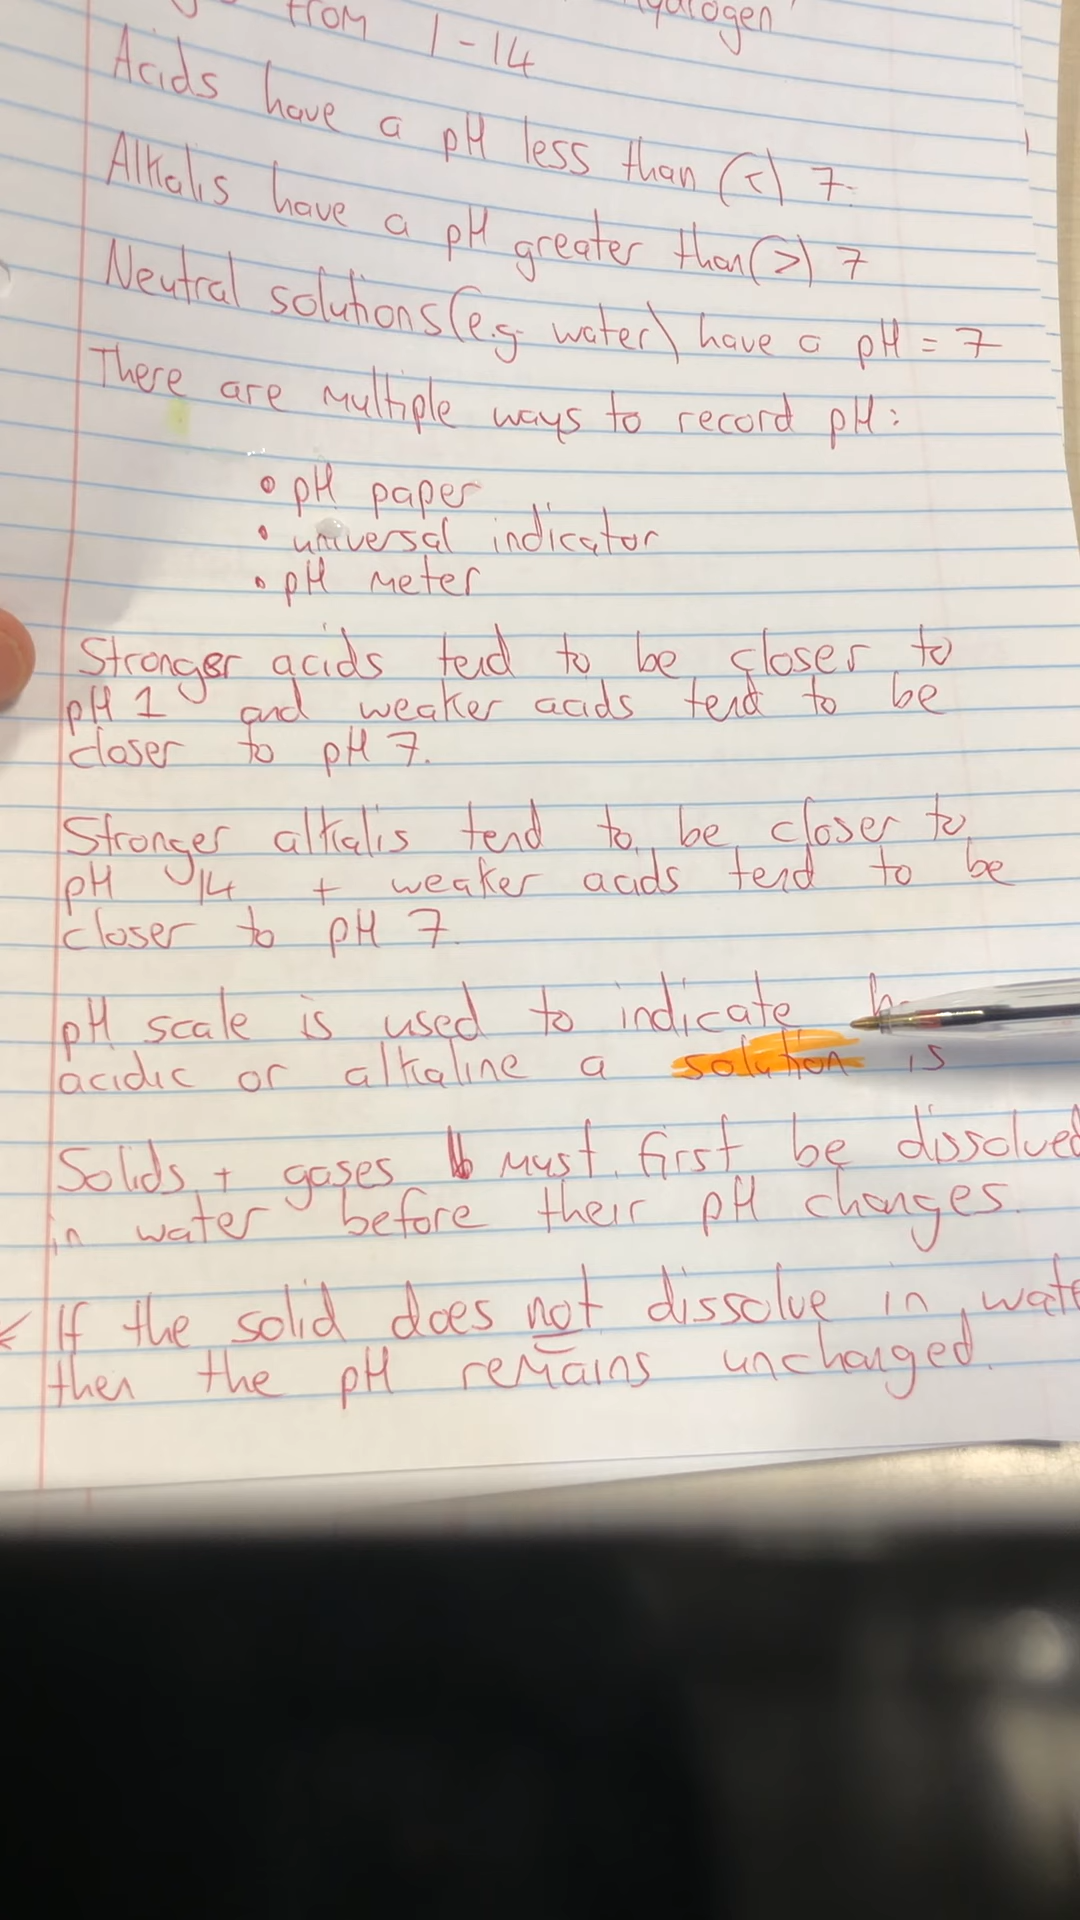 from 1-14
Acids have a pH less than (<) 7.
Alkalis have a pH greater than (>) 7
Neutral solutions (e.g. water) have a pH = 7
There are multiple ways to record pH:
• pH paper
• universal indicator
• pH meter
Stronger acids tend to be closer to
pH 1 and weaker acids tend to be
closer to pH 7.
Stronger alkalis tend to be closer to
pH 14 + weaker acids tend to be
closer to pH 7.
pH scale is used to indicate
acidic or alkaline a solution is
Solids + gases must first be dissolved
in water before their pH changes.
If the solid does not dissolve in wate
then the pH remains unchanged.